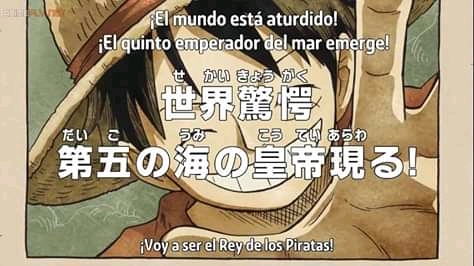 ¡El mundo está aturdido!
¡El quinto emperador del mar emerge!
せ かい きょう がく
世界驚愕
だい ご うみ こう てい あらわ
第五の海の皇帝現る!
¡Voy a ser el Rey de los Piratas!